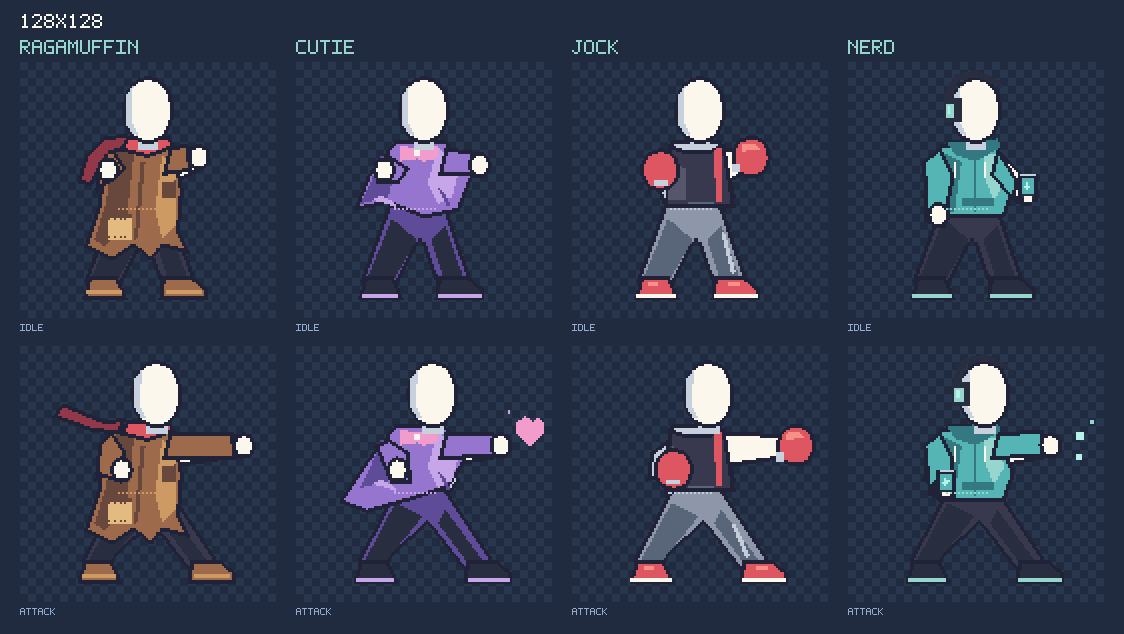 128X128
RAGAMUFFIN CUTIE JOCK NERD
IDLE IDLE IDLE IDLE
ATTACK ATTACK ATTACK ATTACK